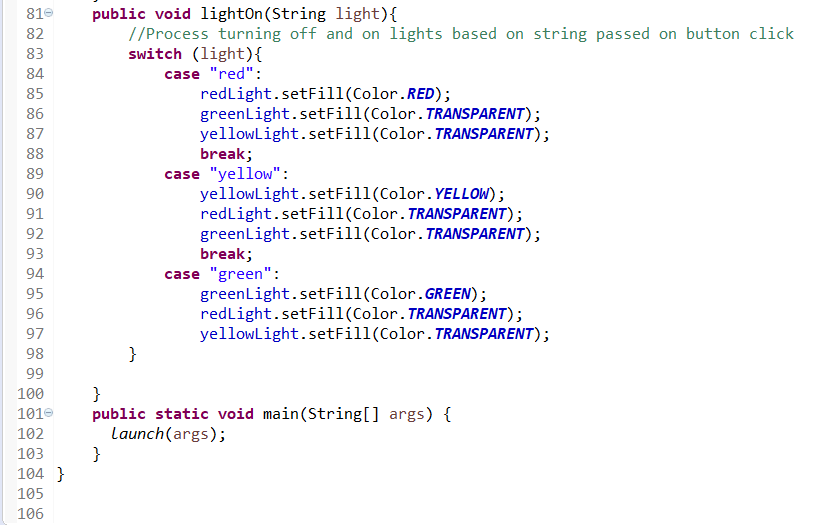 81 public void lightOn(String light){
82 //Process turning off and on lights based on string passed on button click
83 switch (light){
84 case "red":
85 redLight.setFill(Color.RED);
86 greenLight.setFill(Color.TRANSPARENT);
87 yellowLight.setFill(Color.TRANSPARENT);
88 break;
89 case "yellow":
90 yellowLight.setFill(Color.YELLOW);
91 redLight.setFill(Color.TRANSPARENT);
92 greenLight.setFill(Color.TRANSPARENT);
93 break;
94 case "green":
95 greenLight.setFill(Color.GREEN);
96 redLight.setFill(Color.TRANSPARENT);
97 yellowLight.setFill(Color.TRANSPARENT);
98 }
99
100 }
101 public static void main(String[] args) {
102 launch(args);
103 }
104 }
105
106